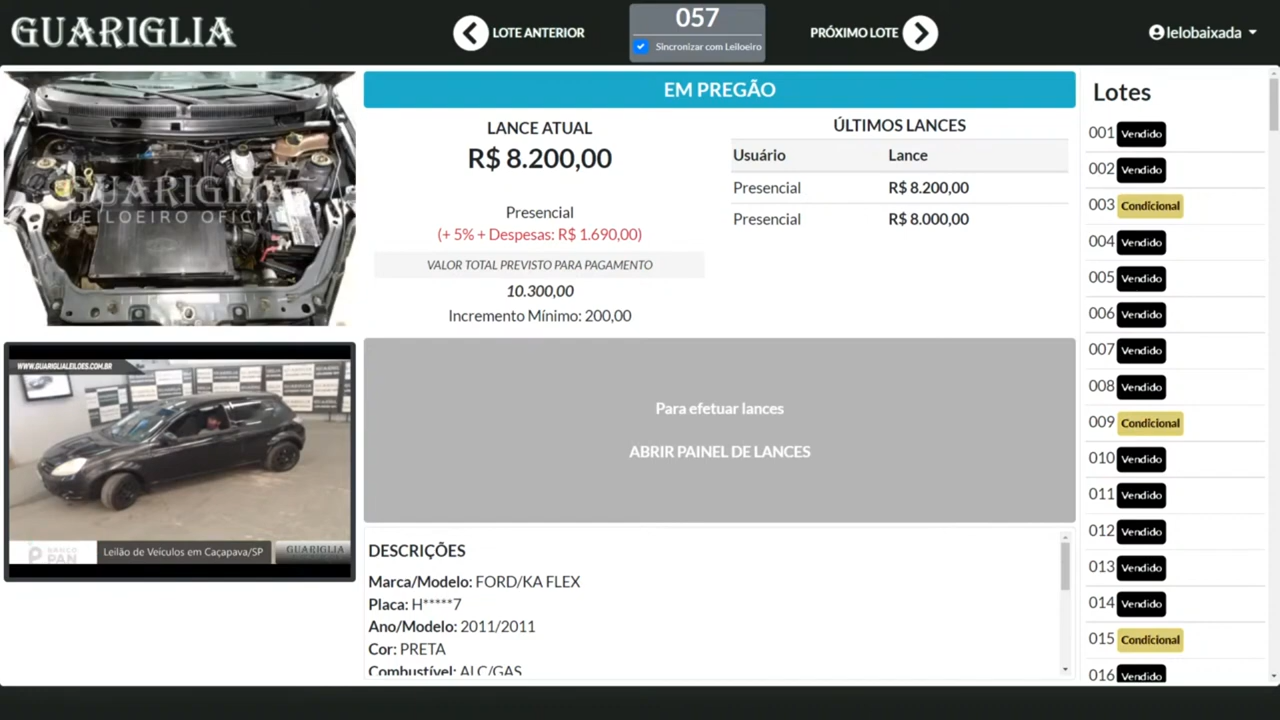 GUARIGLIA
LOTE ANTERIOR
057
Sincronizar com Leiloeiro
PRÓXIMO LOTE
lelobaixada
GUARIGLIA
LEILOEIRO OFICIAL
WWW.GUARIGLIALEILOES.COM.BR
BANCO
PAN
Leilão de Veículos em Caçapava/SP
GUARIGLIA
EM PREGÃO
LANCE ATUAL
R$ 8.200,00
Presencial
(+ 5% + Despesas: R$ 1.690,00)
VALOR TOTAL PREVISTO PARA PAGAMENTO
10.300,00
Incremento Mínimo: 200,00
ÚLTIMOS LANCES
Usuário Lance
Presencial R$ 8.200,00
Presencial R$ 8.000,00
Para efetuar lances
ABRIR PAINEL DE LANCES
DESCRIÇÕES
Marca/Modelo: FORD/KA FLEX
Placa: H*****7
Ano/Modelo: 2011/2011
Cor: PRETA
Combustível: ALC/GAS
Lotes
001 Vendido
002 Vendido
003 Condicional
004 Vendido
005 Vendido
006 Vendido
007 Vendido
008 Vendido
009 Condicional
010 Vendido
011 Vendido
012 Vendido
013 Vendido
014 Vendido
015 Condicional
016 Vendido